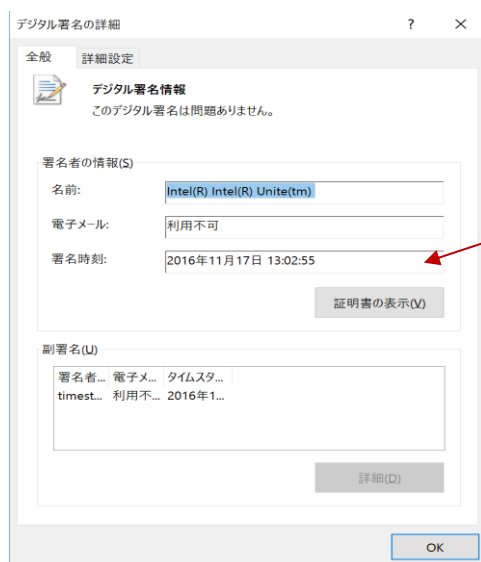 デジタル署名の詳細
全般 詳細設定
デジタル署名情報
このデジタル署名は問題ありません。
署名者の情報(S)
名前: Intel(R) Intel(R) Unite(tm)
電子メール: 利用不可
署名時刻: 2016年11月17日 13:02:55
証明書の表示(V)
副署名(U)
署名者... 電子メ... タイムスタ...
timest... 利用不... 2016年1...
詳細(D)
OK